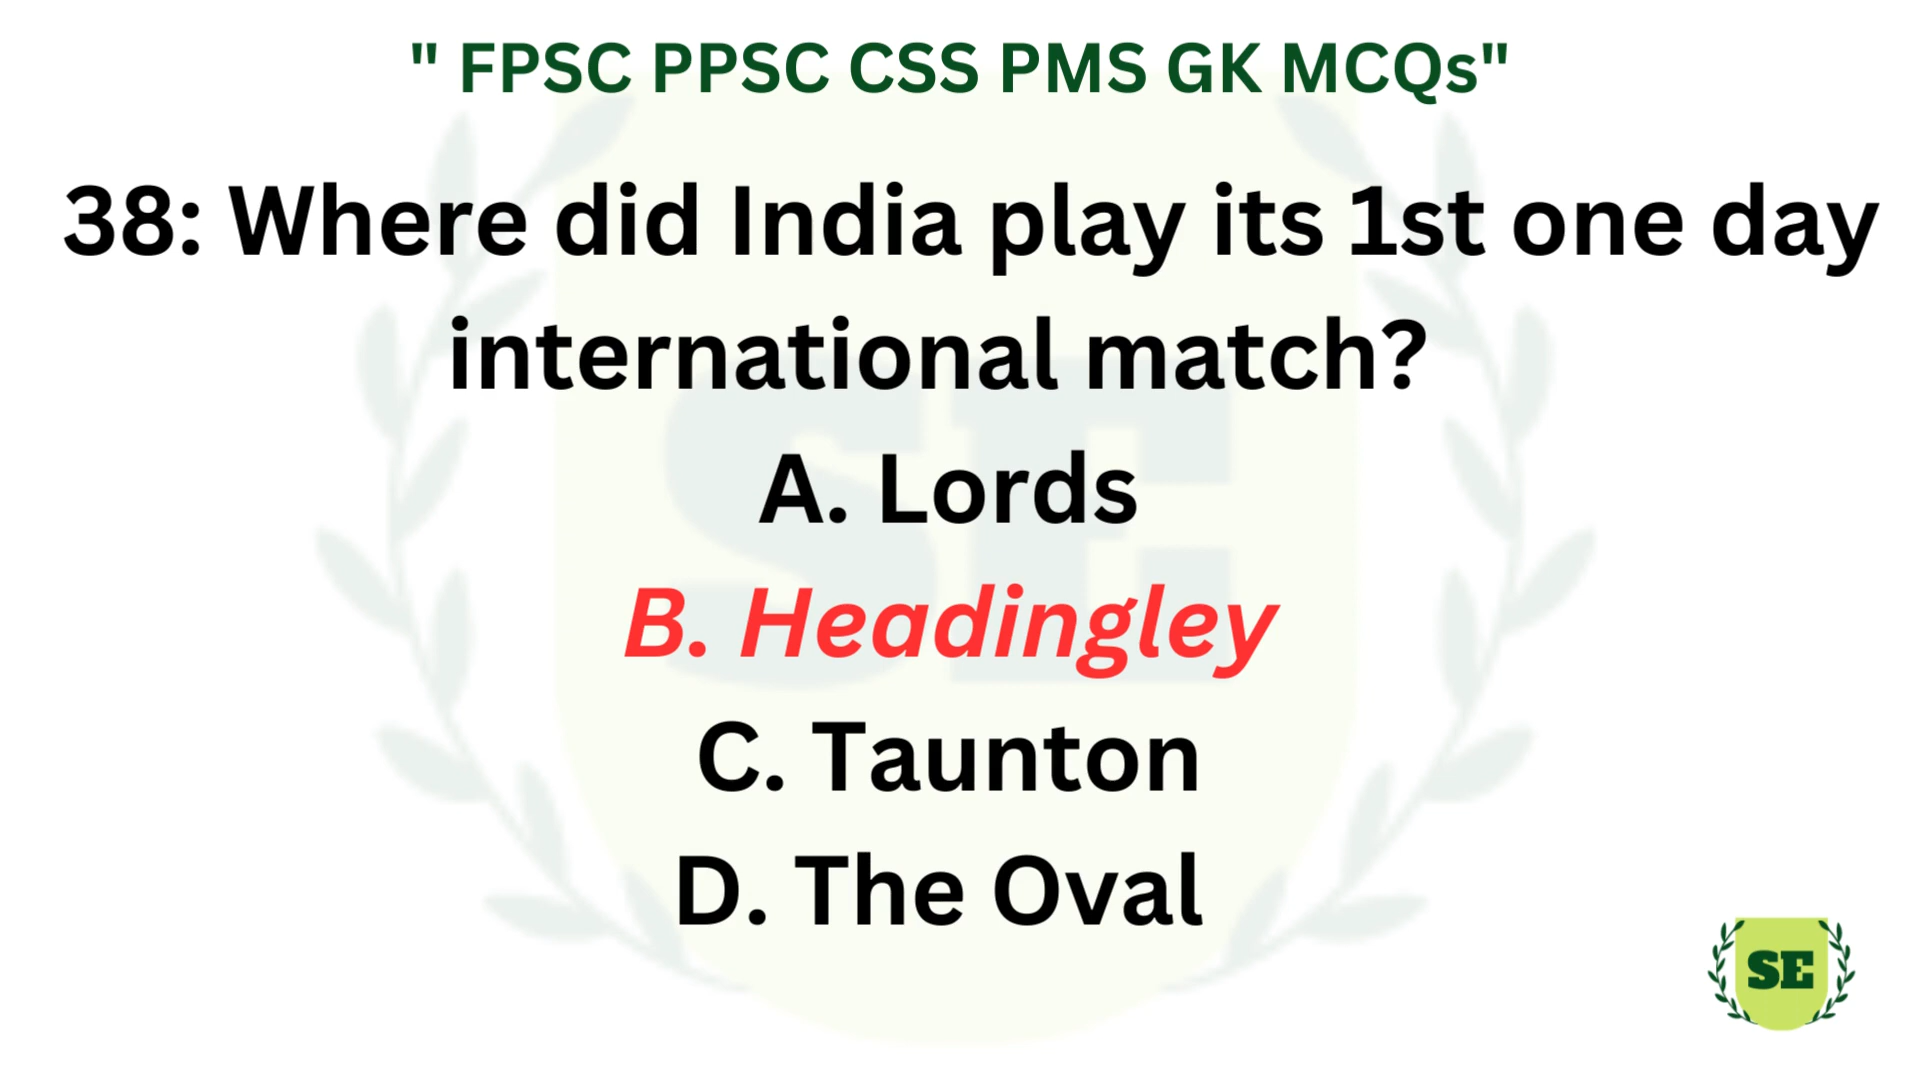 " FPSC PPSC CSS PMS GK MCQs"
38: Where did India play its 1st one day
international match?
A. Lords
B. Headingley
C. Taunton
D. The Oval
SE
SE